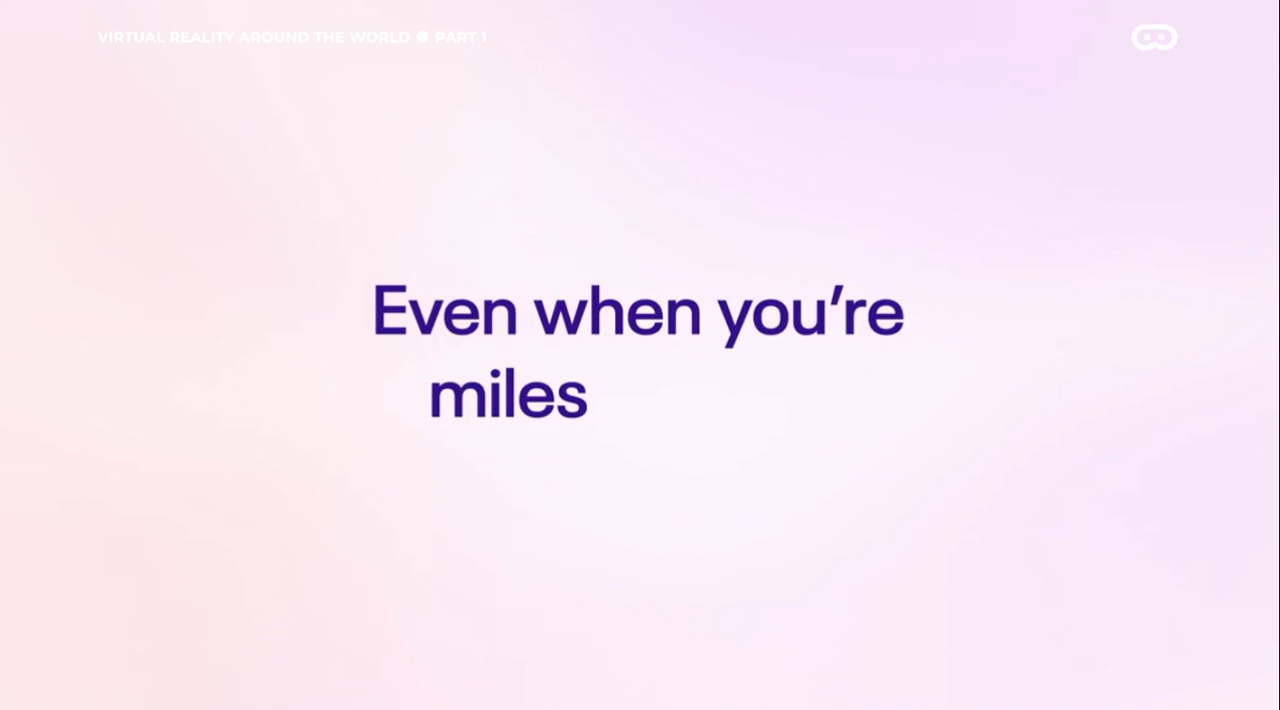 VIRTUAL REALITY AROUND THE WORLD ● PART 1
Even when you’re
miles